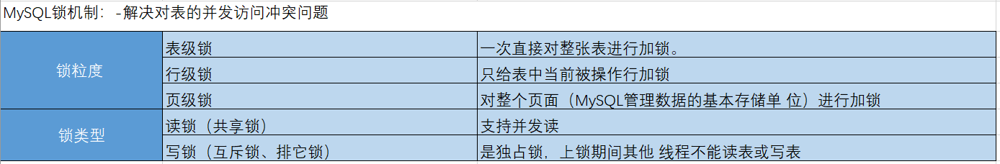 MySQL锁机制：-解决对表的并发访问冲突问题
锁粒度
表级锁 一次直接对整张表进行加锁。
行级锁 只给表中当前被操作行加锁
页级锁 对整个页面（MySQL管理数据的基本存储单 位）进行加锁
锁类型
读锁（共享锁） 支持并发读
写锁（互斥锁、排它锁） 是独占锁，上锁期间其他 线程不能读表或写表